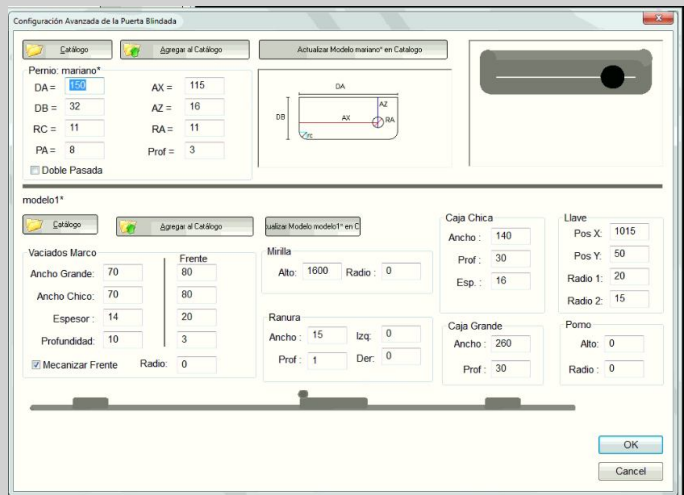 Configuración Avanzada de la Puerta Blindada
Catálogo
Agregar al Catálogo
Actualizar Modelo mariano* en Catalogo
Pernio: mariano*
DA = 150
AX = 115
DB = 32
AZ = 16
RC = 11
RA = 11
PA = 8
Prof = 3
Doble Pasada
DA
DB
AZ
AX
RA
RC
modelo1*
Catálogo
Agregar al Catálogo
ualizar Modelo modelo1* en C
Vaciados Marco
Frente
Ancho Grande: 70 80
Ancho Chico: 70 80
Espesor : 14 20
Profundidad: 10 3
Mecanizar Frente Radio: 0
Mirilla
Alto: 1600 Radio : 0
Ranura
Ancho : 15 Izq: 0
Prof : 1 Der: 0
Caja Chica
Ancho : 140
Prof : 30
Esp. : 16
Caja Grande
Ancho : 260
Prof : 30
Llave
Pos X: 1015
Pos Y: 50
Radio 1: 20
Radio 2: 15
Pomo
Alto: 0
Radio : 0
OK
Cancel